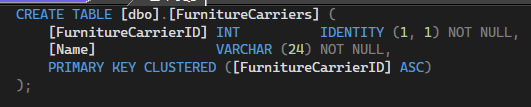 CREATE TABLE [dbo].[FurnitureCarriers] (
    [FurnitureCarrierID] INT          IDENTITY (1, 1) NOT NULL,
    [Name]               VARCHAR (24) NOT NULL,
    PRIMARY KEY CLUSTERED ([FurnitureCarrierID] ASC)
);